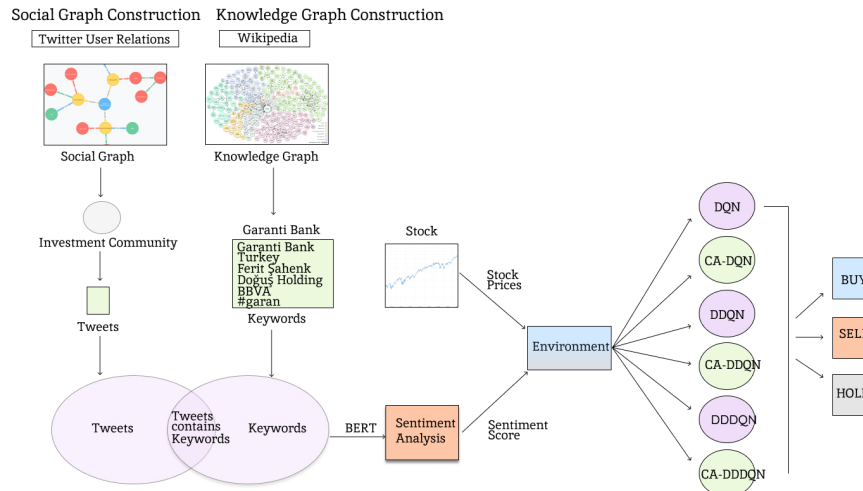 Social Graph Construction
Knowledge Graph Construction
Twitter User Relations
Wikipedia
Social Graph
Knowledge Graph
Investment Community
Garanti Bank
Garanti Bank
Turkey
Ferit Şahenk
Doğuş Holding
BBVA
#garan
Keywords
Tweets
Stock
Stock
Prices
Tweets
Tweets
contains
Keywords
Keywords
BERT
Sentiment
Analysis
Sentiment
Score
Environment
DQN
CA-DQN
DDQN
CA-DDQN
DDDQN
CA-DDDQN
BUY